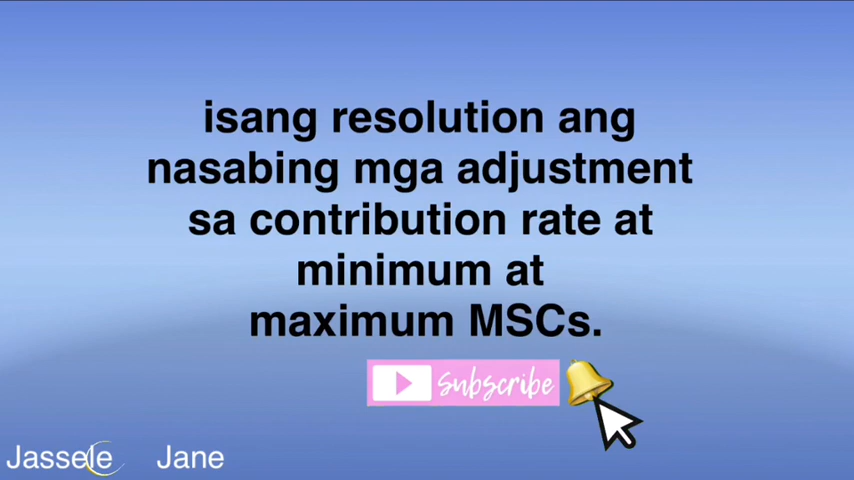 isang resolution ang
nasabing mga adjustment
sa contribution rate at
minimum at
maximum MSCs.
Subscribe
Jassele Jane